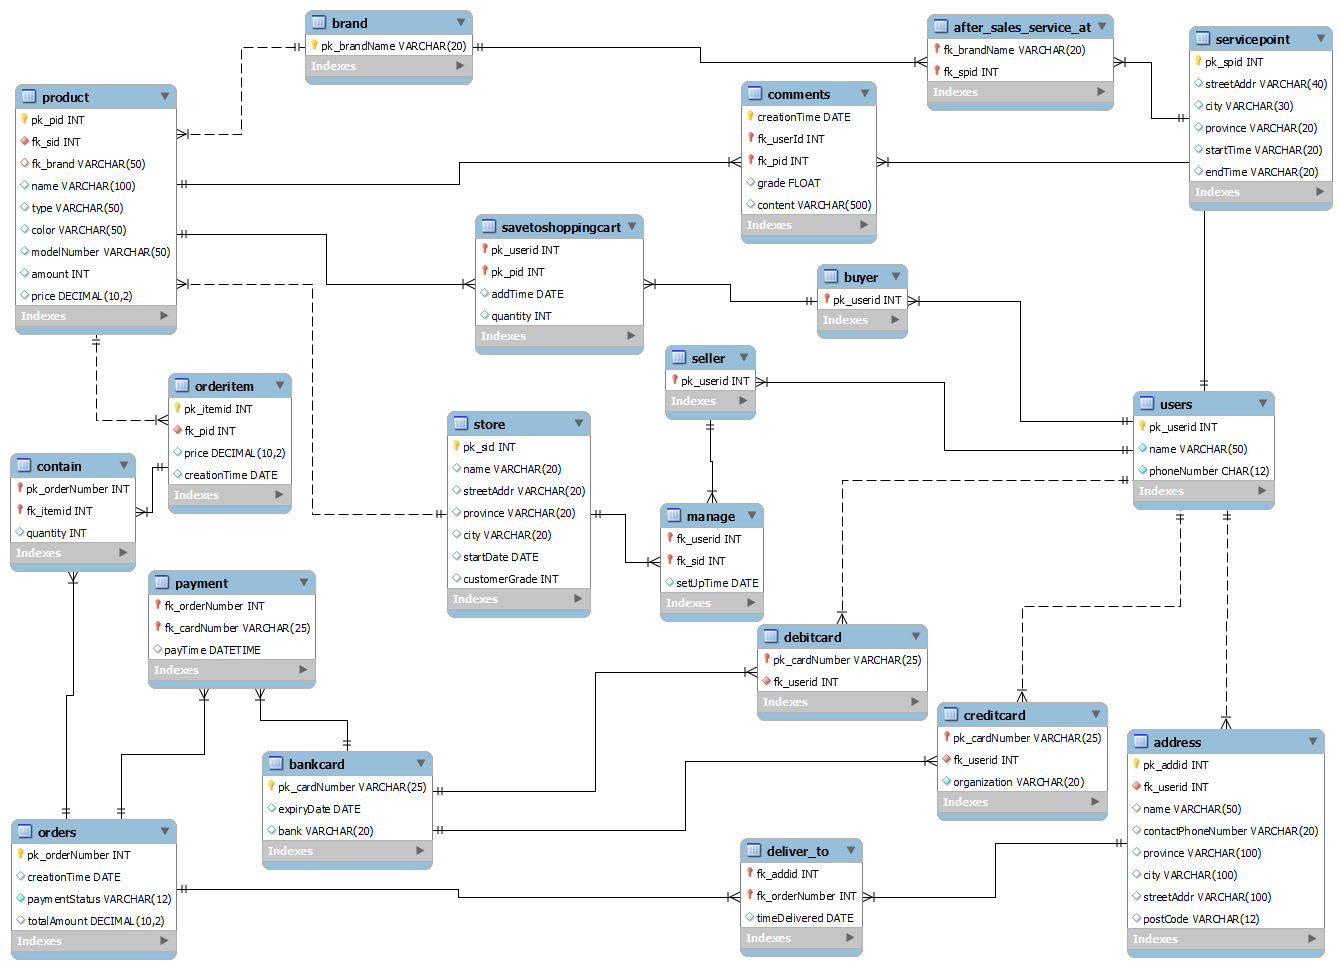 brand
pk_brandName VARCHAR(20)
Indexes
after_sales_service_at
fk_brandName VARCHAR(20)
fk_spid INT
Indexes
servicepoint
pk_spid INT
streetAddr VARCHAR(40)
city VARCHAR(30)
province VARCHAR(20)
startTime VARCHAR(20)
endTime VARCHAR(20)
Indexes
product
pk_pid INT
fk_sid INT
fk_brand VARCHAR(50)
name VARCHAR(100)
type VARCHAR(50)
color VARCHAR(50)
modelNumber VARCHAR(50)
amount INT
price DECIMAL(10,2)
Indexes
comments
creationTime DATE
fk_userId INT
fk_pid INT
grade FLOAT
content VARCHAR(500)
Indexes
savetoshoppingcart
pk_userid INT
pk_pid INT
addTime DATE
quantity INT
Indexes
buyer
pk_userid INT
Indexes
seller
pk_userid INT
Indexes
orderitem
pk_itemid INT
fk_pid INT
price DECIMAL(10,2)
creationTime DATE
Indexes
users
pk_userid INT
name VARCHAR(50)
phoneNumber CHAR(12)
Indexes
store
pk_sid INT
name VARCHAR(20)
streetAddr VARCHAR(20)
province VARCHAR(20)
city VARCHAR(20)
startDate DATE
customerGrade INT
Indexes
contain
pk_orderNumber INT
fk_itemid INT
quantity INT
Indexes
manage
fk_userid INT
fk_sid INT
setUpTime DATE
Indexes
payment
fk_orderNumber INT
fk_cardNumber VARCHAR(25)
payTime DATETIME
Indexes
debitcard
pk_cardNumber VARCHAR(25)
fk_userid INT
Indexes
creditcard
pk_cardNumber VARCHAR(25)
fk_userid INT
organization VARCHAR(20)
Indexes
address
pk_addid INT
fk_userid INT
name VARCHAR(50)
contactPhoneNumber VARCHAR(20)
province VARCHAR(100)
city VARCHAR(100)
streetAddr VARCHAR(100)
postCode VARCHAR(12)
Indexes
bankcard
pk_cardNumber VARCHAR(25)
expiryDate DATE
bank VARCHAR(20)
Indexes
orders
pk_orderNumber INT
creationTime DATE
paymentStatus VARCHAR(12)
totalAmount DECIMAL(10,2)
Indexes
deliver_to
fk_addid INT
fk_orderNumber INT
timeDelivered DATE
Indexes